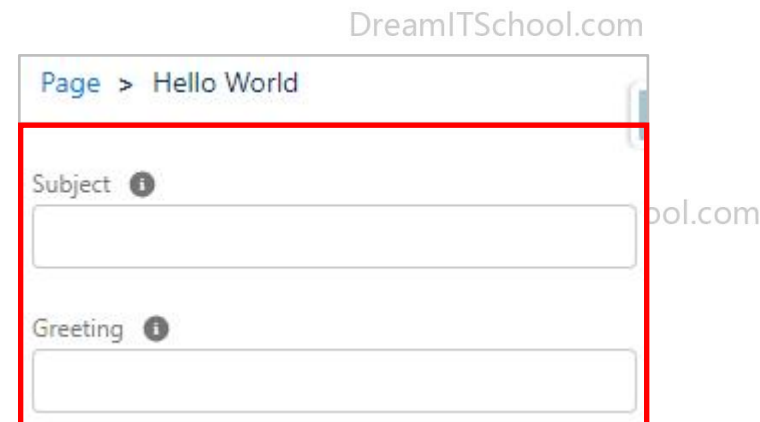 DreamITSchool.com
Page > Hello World
Subject
ool.com
Greeting